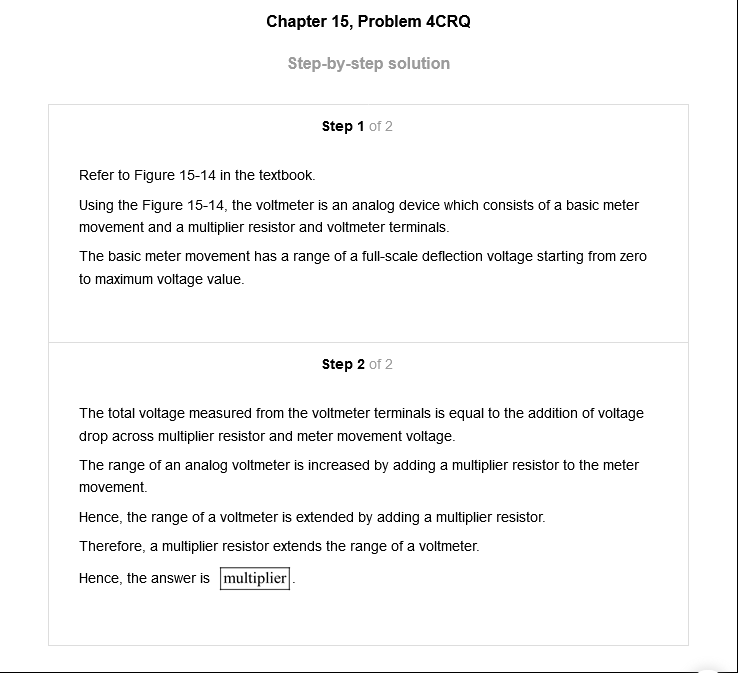 Chapter 15, Problem 4CRQ
Step-by-step solution
Step 1 of 2
Refer to Figure 15-14 in the textbook.
Using the Figure 15-14, the voltmeter is an analog device which consists of a basic meter
movement and a multiplier resistor and voltmeter terminals.
The basic meter movement has a range of a full-scale deflection voltage starting from zero
to maximum voltage value.
Step 2 of 2
The total voltage measured from the voltmeter terminals is equal to the addition of voltage
drop across multiplier resistor and meter movement voltage.
The range of an analog voltmeter is increased by adding a multiplier resistor to the meter
movement.
Hence, the range of a voltmeter is extended by adding a multiplier resistor.
Therefore, a multiplier resistor extends the range of a voltmeter.
Hence, the answer is multiplier.